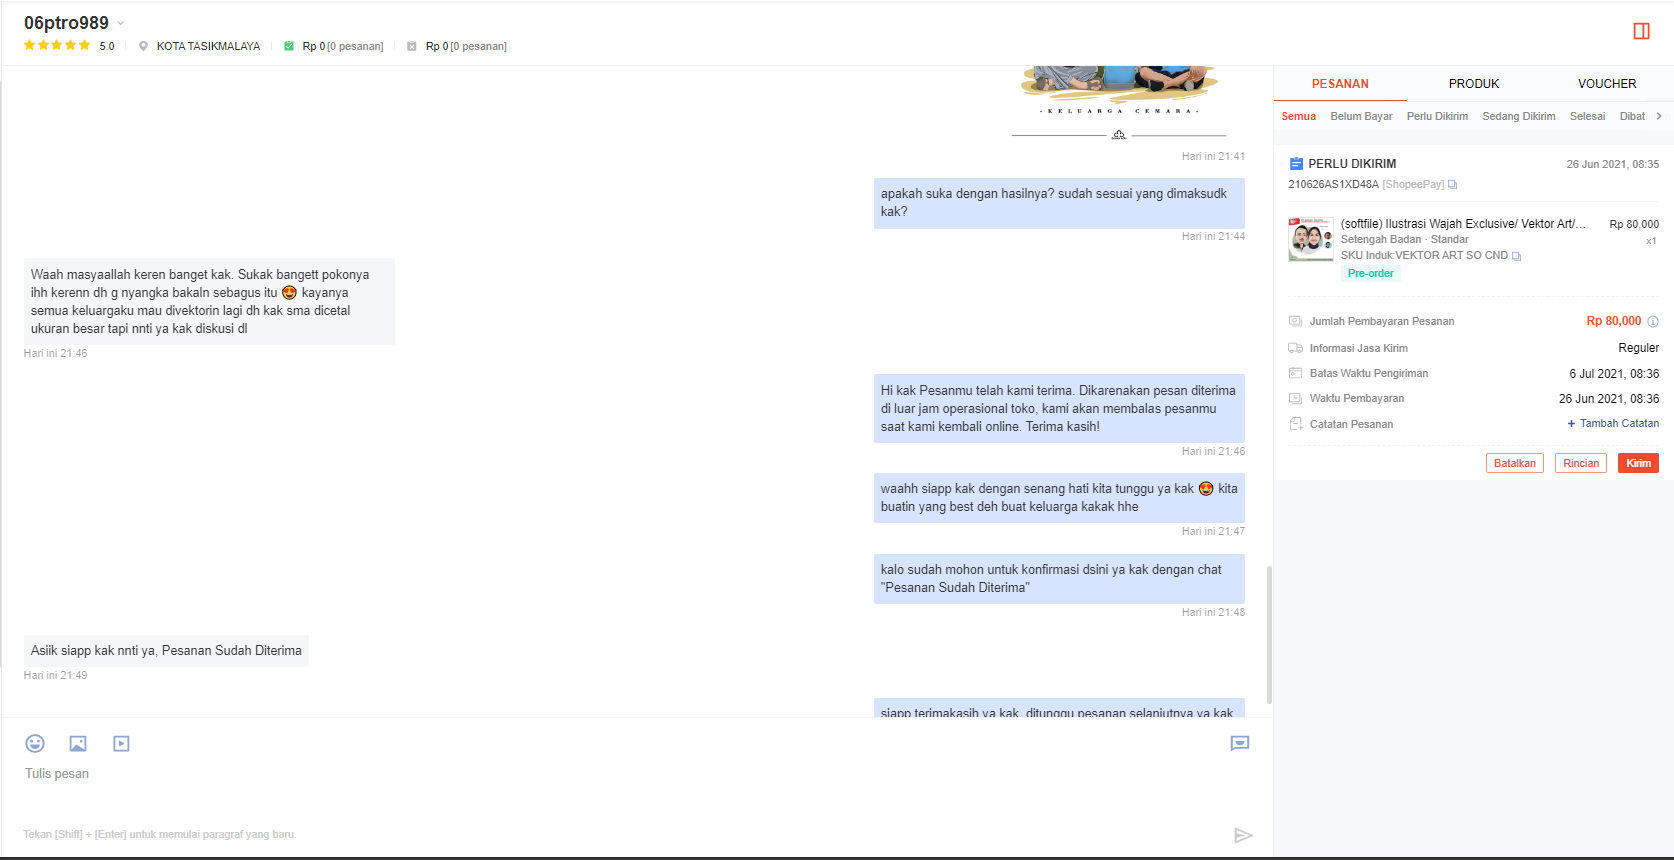 06ptro989
5.0 KOTA TASIKMALAYA Rp 0 [0 pesanan] Rp 0 [0 pesanan]
- KELUARGA CEMARA -
Hari ini 21:41
apakah suka dengan hasilnya? sudah sesuai yang dimaksudk
kak?
Hari ini 21:44
Waah masyaallah keren banget kak. Sukak bangett pokonya
ihh kerenn dh g nyangka bakaln sebagus itu 😍 kayanya
semua keluargaku mau divektorin lagi dh kak sma dicetal
ukuran besar tapi nnti ya kak diskusi dl
Hari ini 21:46
Hi kak Pesanmu telah kami terima. Dikarenakan pesan diterima
di luar jam operasional toko, kami akan membalas pesanmu
saat kami kembali online. Terima kasih!
Hari ini 21:46
waahh siapp kak dengan senang hati kita tunggu ya kak 😍 kita
buatin yang best deh buat keluarga kakak hhe
Hari ini 21:47
kalo sudah mohon untuk konfirmasi dsini ya kak dengan chat
"Pesanan Sudah Diterima"
Hari ini 21:48
Asiik siapp kak nnti ya, Pesanan Sudah Diterima
Hari ini 21:49
siapp terimakasih ya kak, ditunggu pesanan selanjutnya ya kak
Tulis pesan
Tekan [Shift] + [Enter] untuk memulai paragraf yang baru.
PESANAN PRODUK VOUCHER
Semua Belum Bayar Perlu Dikirim Sedang Dikirim Selesai Dibat
PERLU DIKIRIM 26 Jun 2021, 08:35
210626AS1XD48A [ShopeePay]
(softfile) Ilustrasi Wajah Exclusive/ Vektor Art/... Rp 80,000
Setengah Badan - Standar x1
SKU Induk:VEKTOR ART SO CND
Pre-order
Jumlah Pembayaran Pesanan Rp 80,000
Informasi Jasa Kirim Reguler
Batas Waktu Pengiriman 6 Jul 2021, 08:36
Waktu Pembayaran 26 Jun 2021, 08:36
Catatan Pesanan + Tambah Catatan
Batalkan Rincian Kirim